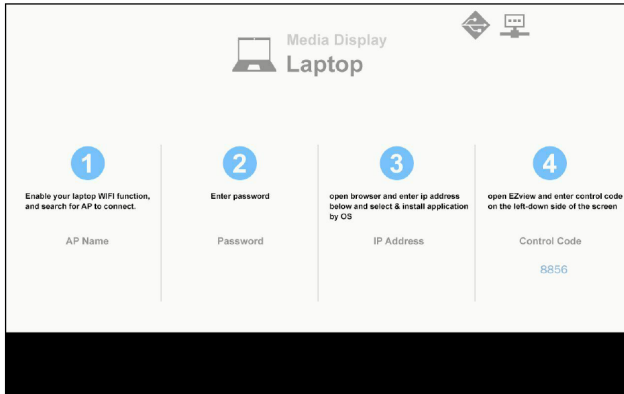 Media Display
Laptop
1
2
3
4
Enable your laptop WIFI function,
and search for AP to connect.
Enter password
open browser and enter ip address
below and select & install application
by OS
open EZview and enter control code
on the left-down side of the screen
AP Name
Password
IP Address
Control Code
8856